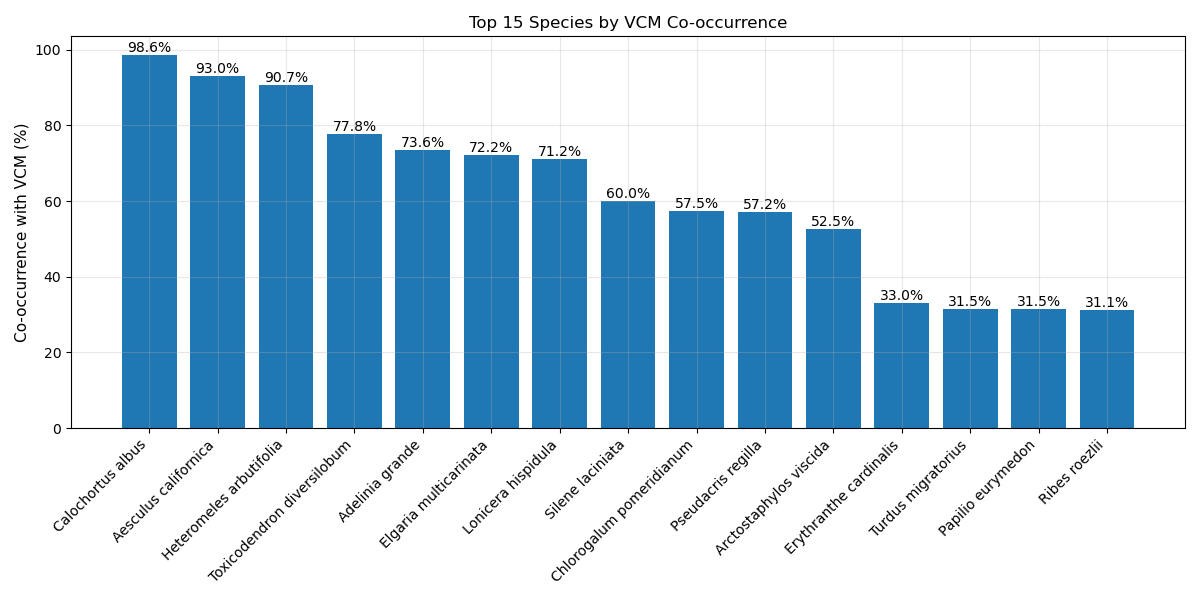 Top 15 Species by VCM Co-occurrence
Co-occurrence with VCM (%)
100
80
60
40
20
0
98.6%
93.0%
90.7%
77.8%
73.6%
72.2%
71.2%
60.0%
57.5%
57.2%
52.5%
33.0%
31.5%
31.5%
31.1%
Calochortus albus
Aesculus californica
Heteromeles arbutifolia
Toxicodendron diversilobum
Adelinia grande
Elgaria multicarinata
Lonicera hispidula
Silene laciniata
Chlorogalum pomeridianum
Pseudacris regilla
Arctostaphylos viscida
Erythranthe cardinalis
Turdus migratorius
Papilio eurymedon
Ribes roezlii